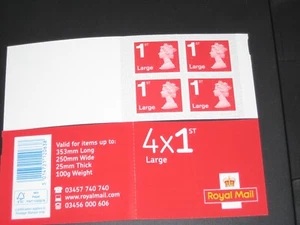 1ST
Large
1ST
Large
1ST
Large
1ST
Large
Valid for items up to:
353mm Long
250mm Wide
25mm Thick
100g Weight
03457 740 740
www.royalmail.com
03456 000 606
4x1ST
Large
Royal Mail
FSC